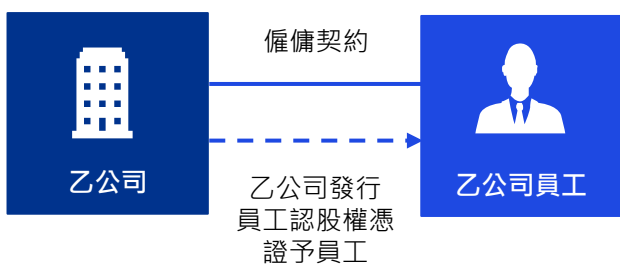 僱傭契約
乙公司
乙公司員工
乙公司發行
員工認股權憑
證予員工